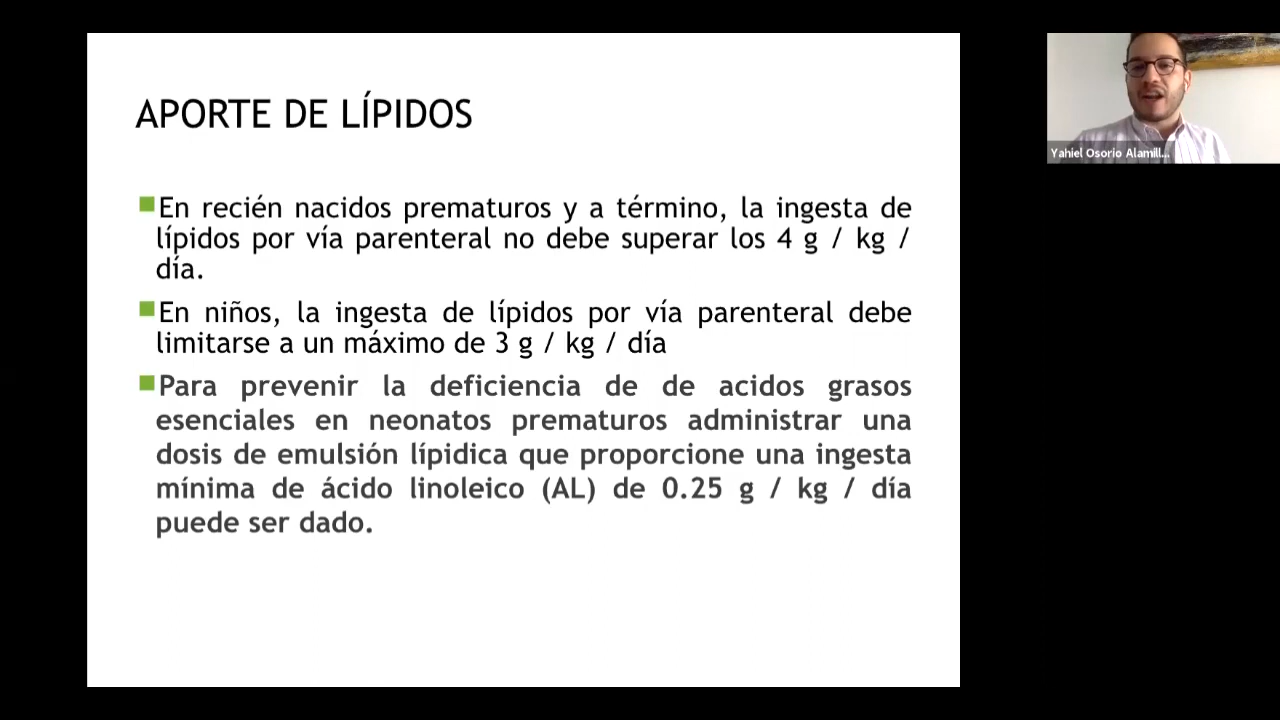 APORTE DE LÍPIDOS
En recién nacidos prematuros y a término, la ingesta de
lípidos por vía parenteral no debe superar los 4 g / kg /
día.
En niños, la ingesta de lípidos por vía parenteral debe
limitarse a un máximo de 3 g / kg / día
Para prevenir la deficiencia de de acidos grasos
esenciales en neonatos prematuros administrar una
dosis de emulsión lípidica que proporcione una ingesta
mínima de ácido linoleico (AL) de 0.25 g / kg / día
puede ser dado.
Yahiel Osorio Alamill...